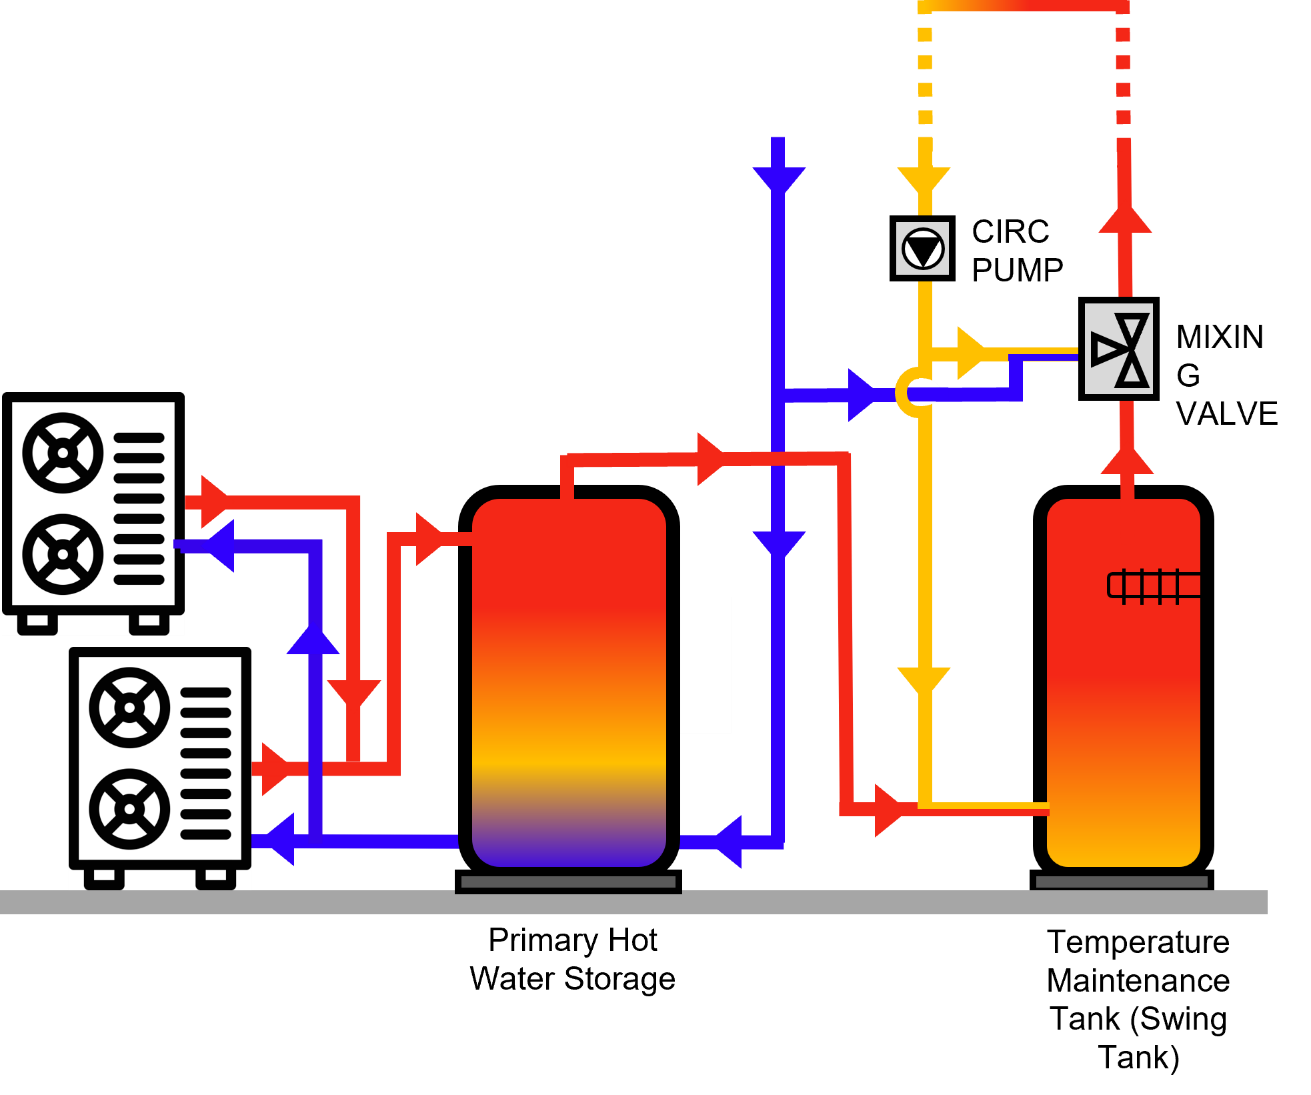 CIRC
PUMP
MIXIN
G
VALVE
Primary Hot
Water Storage
Temperature
Maintenance
Tank (Swing
Tank)